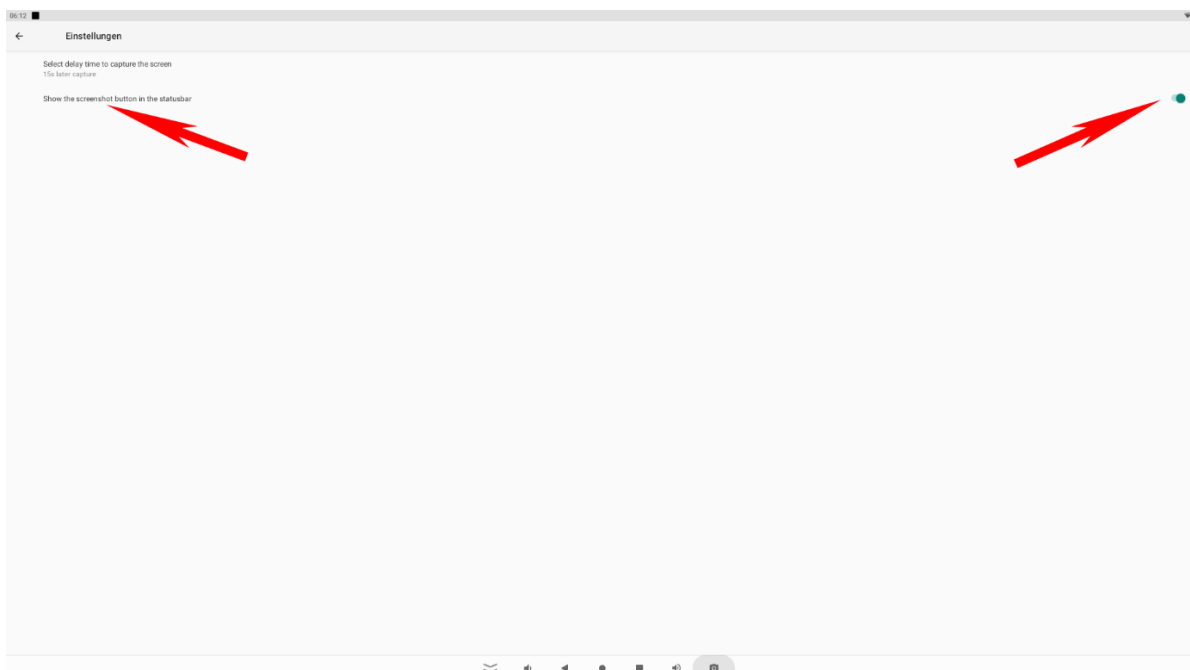 06:12
Einstellungen
Select delay time to capture the screen
15s later capture
Show the screenshot button in the statusbar